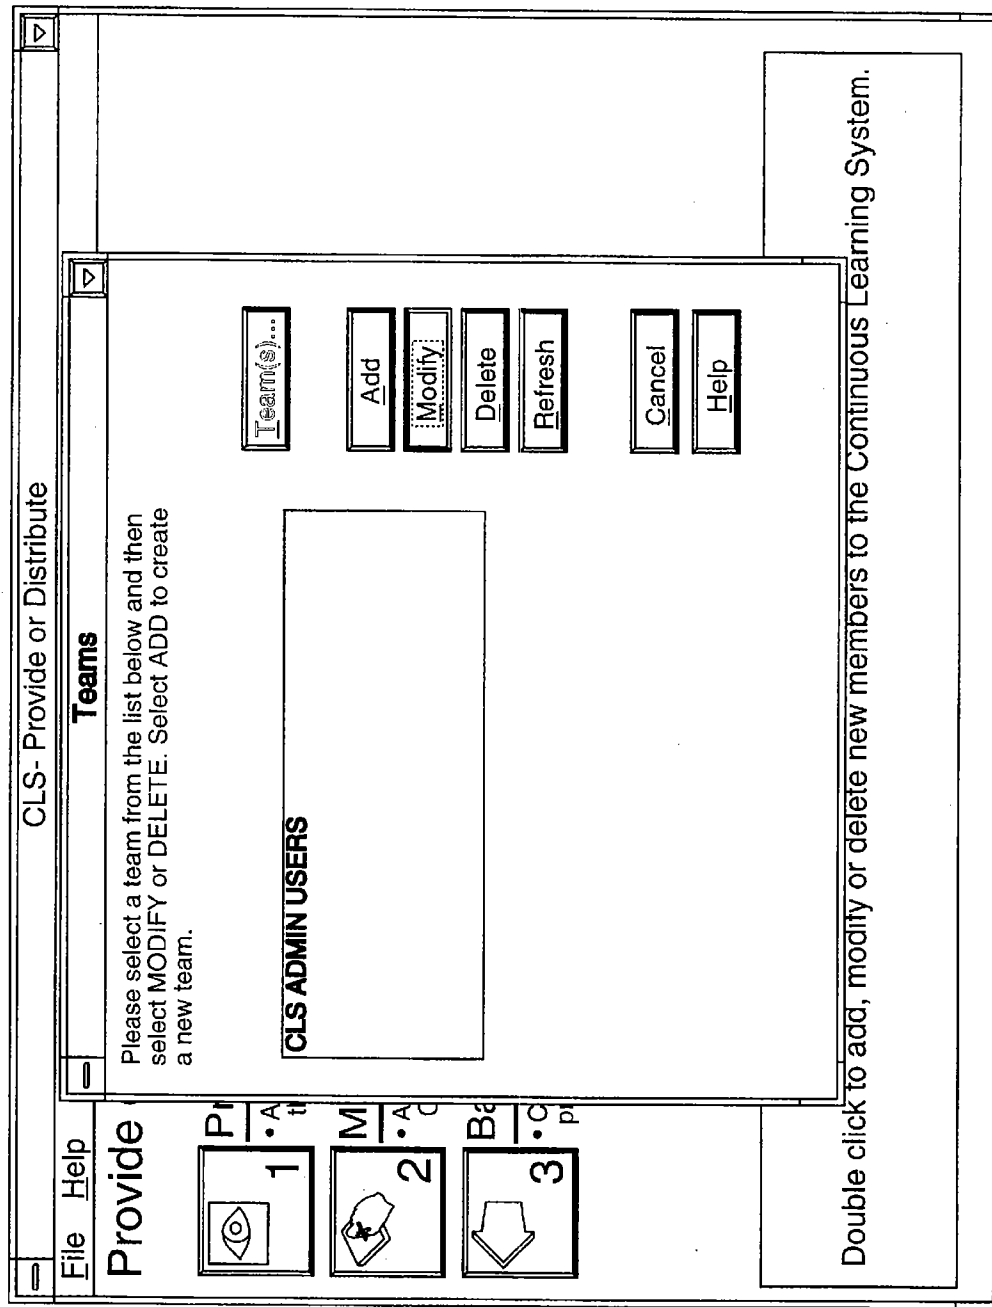 CLS- Provide or Distribute
File Help
Provide
Teams
Please select a team from the list below and then
select MODIFY or DELETE. Select ADD to create
a new team.
CLS ADMIN USERS
Team(s)...
Add
Modify
Delete
Refresh
Cancel
Help
1
Pr
• A
2
M
• A
3
Ba
• C
Double click to add, modify or delete new members to the Continuous Learning System.